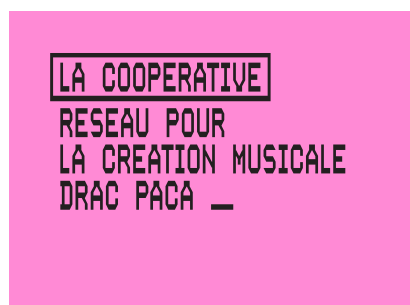 LA COOPERATIVE
RESEAU POUR
LA CREATION MUSICALE
DRAC PACA _